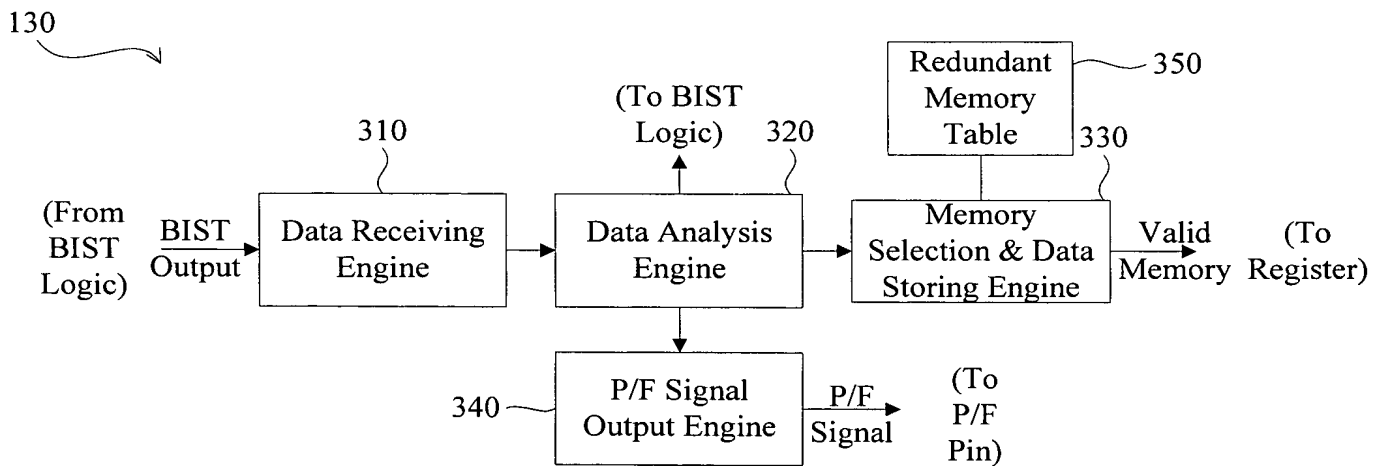 130
Redundant
Memory
Table
350
(To BIST
Logic)
310
320
330
(From
BIST
Logic)
BIST
Output
Data Receiving
Engine
Data Analysis
Engine
Memory
Selection & Data
Storing Engine
Valid
Memory
(To
Register)
340
P/F Signal
Output Engine
P/F
Signal
(To
P/F
Pin)